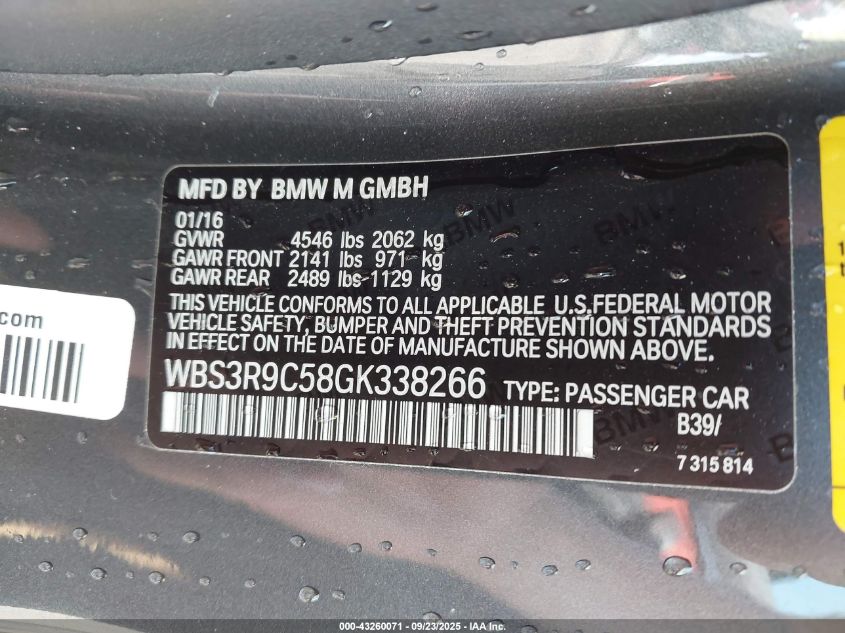 MFD BY BMW M GMBH
01/16
GVWR 4546 lbs 2062 kg
GAWR FRONT 2141 lbs 971 kg
GAWR REAR 2489 lbs 1129 kg
THIS VEHICLE CONFORMS TO ALL APPLICABLE U.S.FEDERAL MOTOR
VEHICLE SAFETY, BUMPER AND THEFT PREVENTION STANDARDS
IN EFFECT ON THE DATE OF MANUFACTURE SHOWN ABOVE.
WBS3R9C58GK338266 TYPE: PASSENGER CAR
B39/
7 315 814
.com
000-43260071 - 09/23/2025 - IAA Inc.